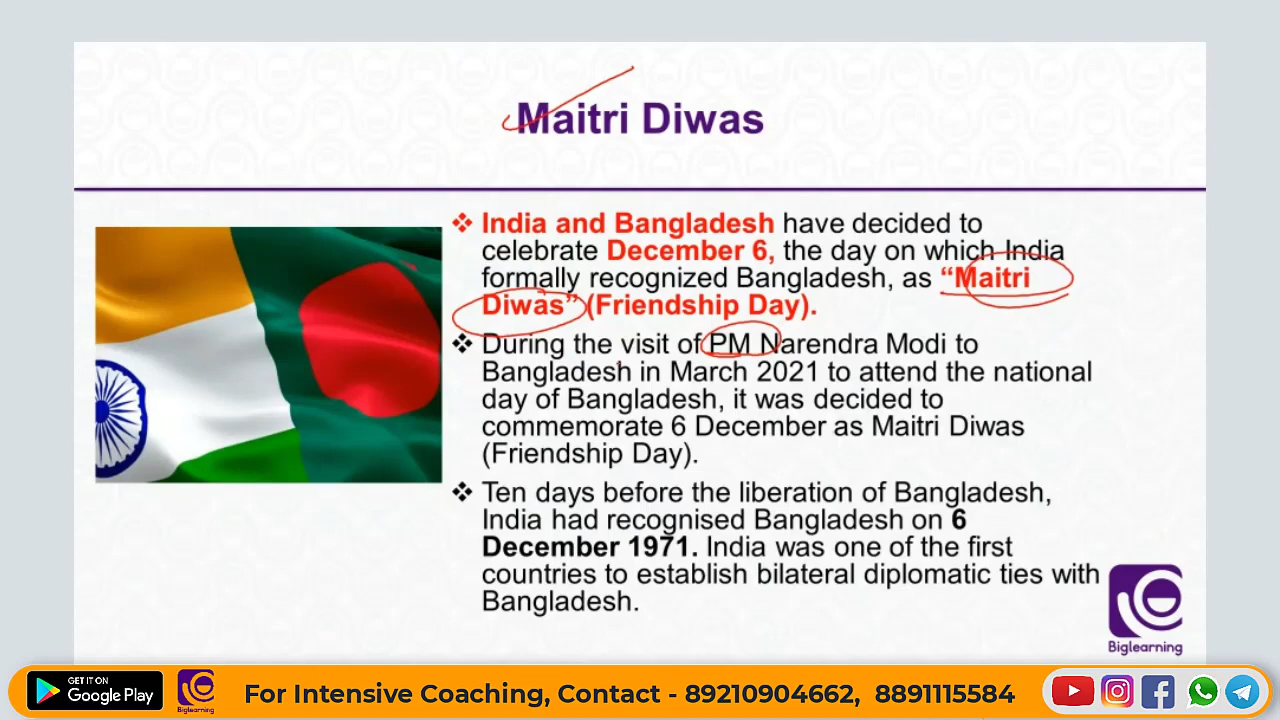 Maitri Diwas
❖ India and Bangladesh have decided to
celebrate December 6, the day on which India
formally recognized Bangladesh, as “Maitri
Diwas” (Friendship Day).
❖ During the visit of PM Narendra Modi to
Bangladesh in March 2021 to attend the national
day of Bangladesh, it was decided to
commemorate 6 December as Maitri Diwas
(Friendship Day).
❖ Ten days before the liberation of Bangladesh,
India had recognised Bangladesh on 6
December 1971. India was one of the first
countries to establish bilateral diplomatic ties with
Bangladesh.
Biglearning
GET IT ON
Google Play
Biglearning
For Intensive Coaching, Contact - 89210904662, 8891115584